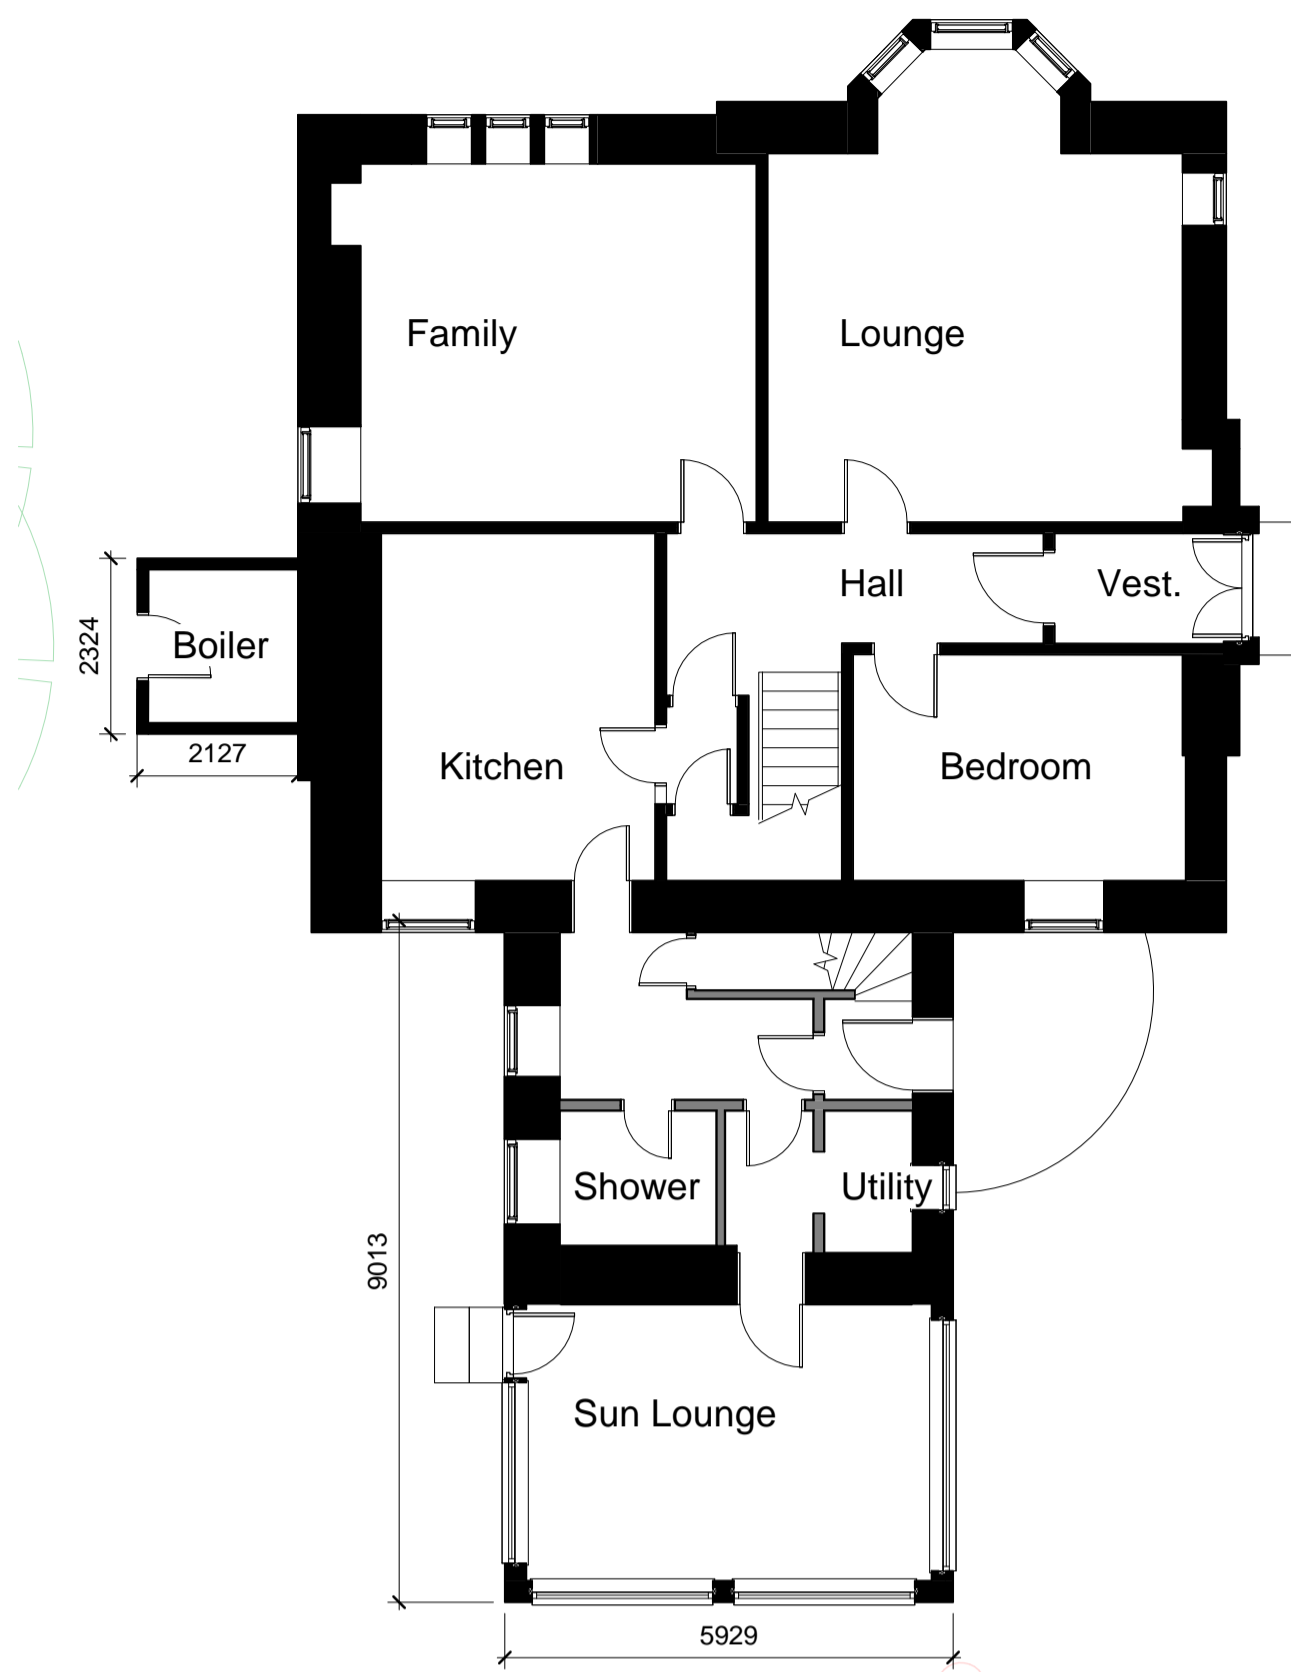 Family
Lounge
Hall
Vest.
2324
Boiler
2127
Kitchen
Bedroom
Shower
Utility
9013
Sun Lounge
5929